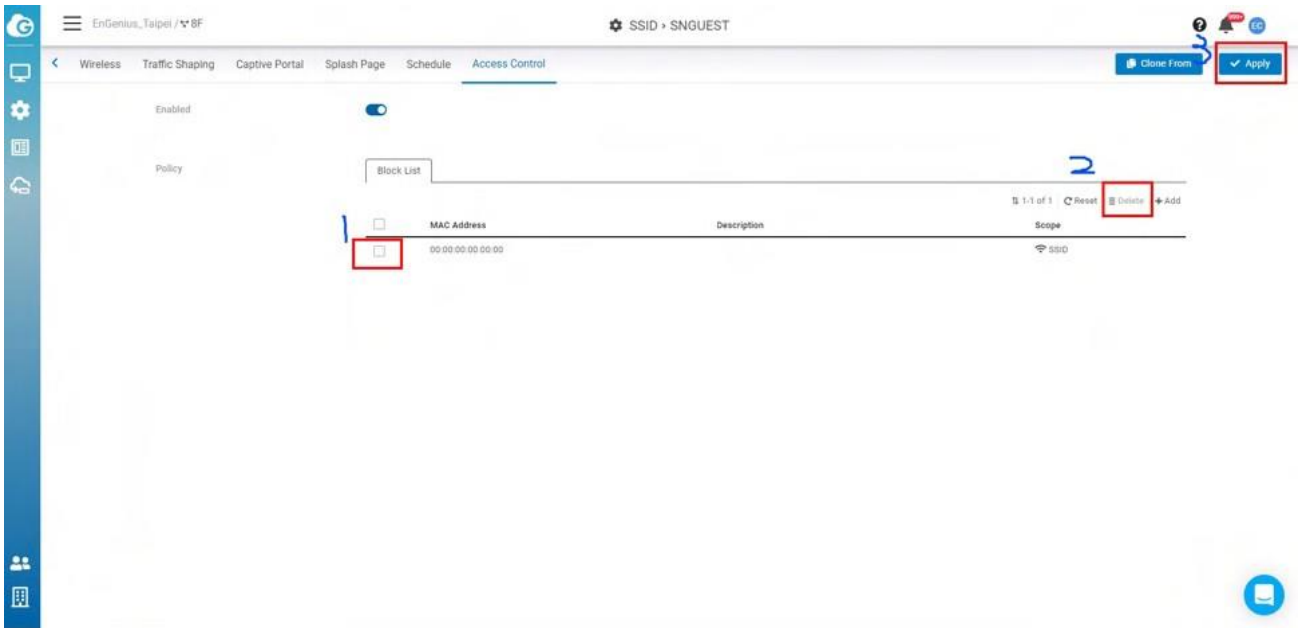 EnGenius_Taipei / 8F
SSID › SNGUEST
999+
EC
3
Wireless Traffic Shaping Captive Portal Splash Page Schedule Access Control
Clone From
Apply
Enabled
Policy
Block List
2
1-1 of 1 Reset Delete Add
1
MAC Address Description Scope
00:00:00:00:00:00 SSID